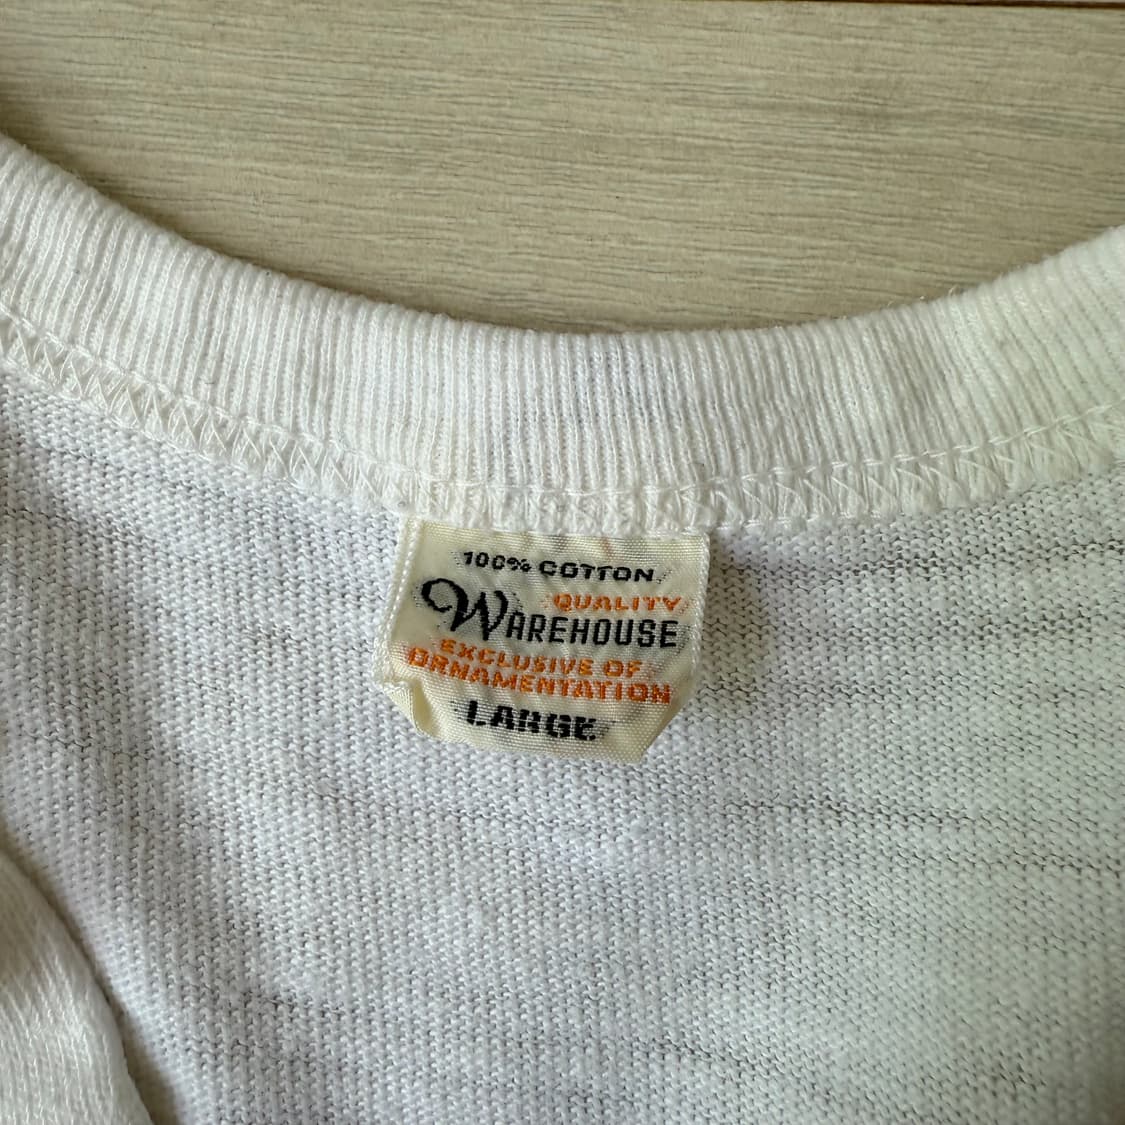 100% COTTON
QUALITY
WAREHOUSE
EXCLUSIVE OF
ORNAMENTATION
LARGE